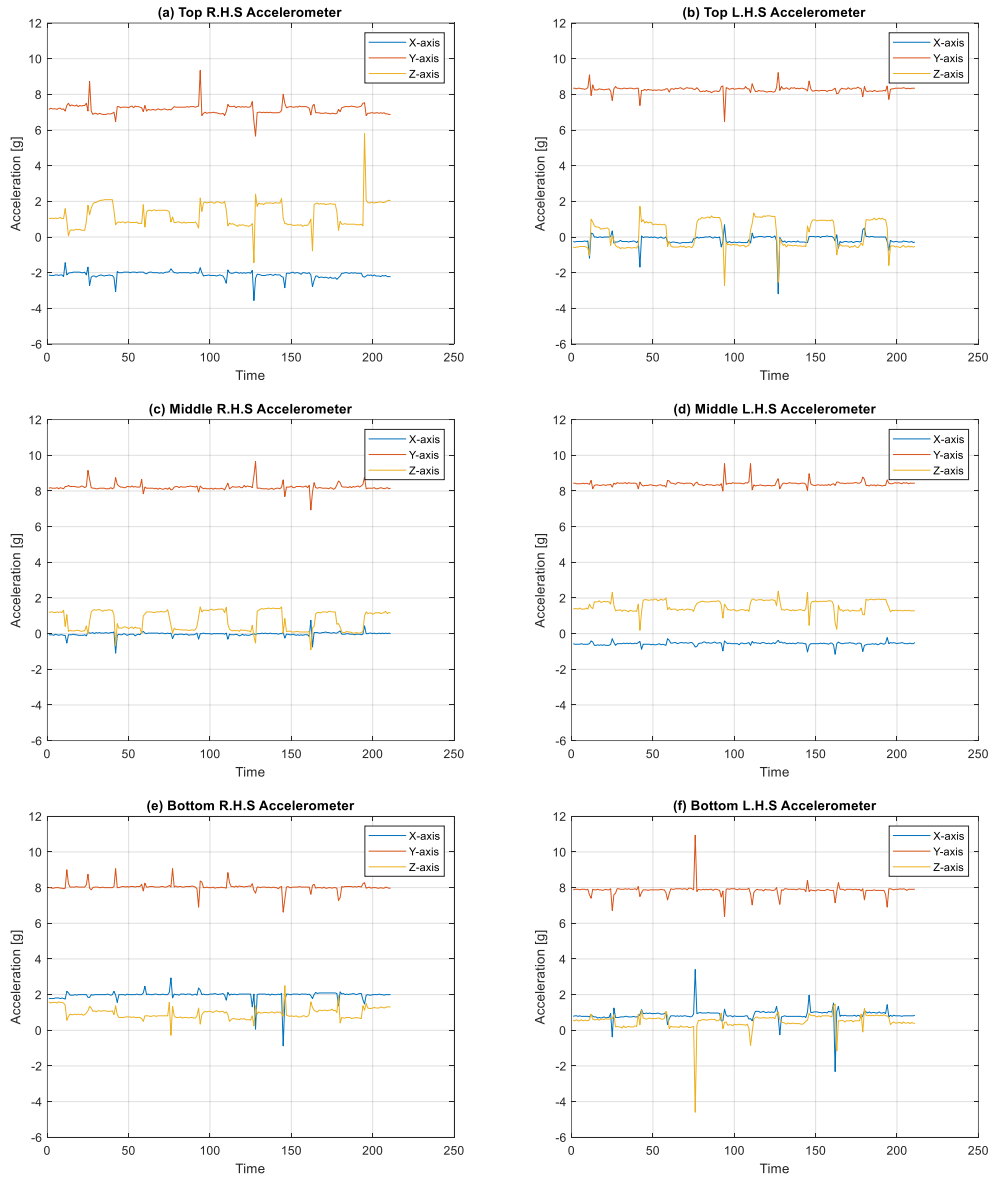 (a) Top R.H.S Accelerometer
12
10
8
6
4
2
0
-2
-4
-6
Acceleration [g]
0 50 100 150 200 250
Time
X-axis
Y-axis
Z-axis
(b) Top L.H.S Accelerometer
12
10
8
6
4
2
0
-2
-4
-6
Acceleration [g]
0 50 100 150 200 250
Time
X-axis
Y-axis
Z-axis
(c) Middle R.H.S Accelerometer
12
10
8
6
4
2
0
-2
-4
-6
Acceleration [g]
0 50 100 150 200 250
Time
X-axis
Y-axis
Z-axis
(d) Middle L.H.S Accelerometer
12
10
8
6
4
2
0
-2
-4
-6
Acceleration [g]
0 50 100 150 200 250
Time
X-axis
Y-axis
Z-axis
(e) Bottom R.H.S Accelerometer
12
10
8
6
4
2
0
-2
-4
-6
Acceleration [g]
0 50 100 150 200 250
Time
X-axis
Y-axis
Z-axis
(f) Bottom L.H.S Accelerometer
12
10
8
6
4
2
0
-2
-4
-6
Acceleration [g]
0 50 100 150 200 250
Time
X-axis
Y-axis
Z-axis